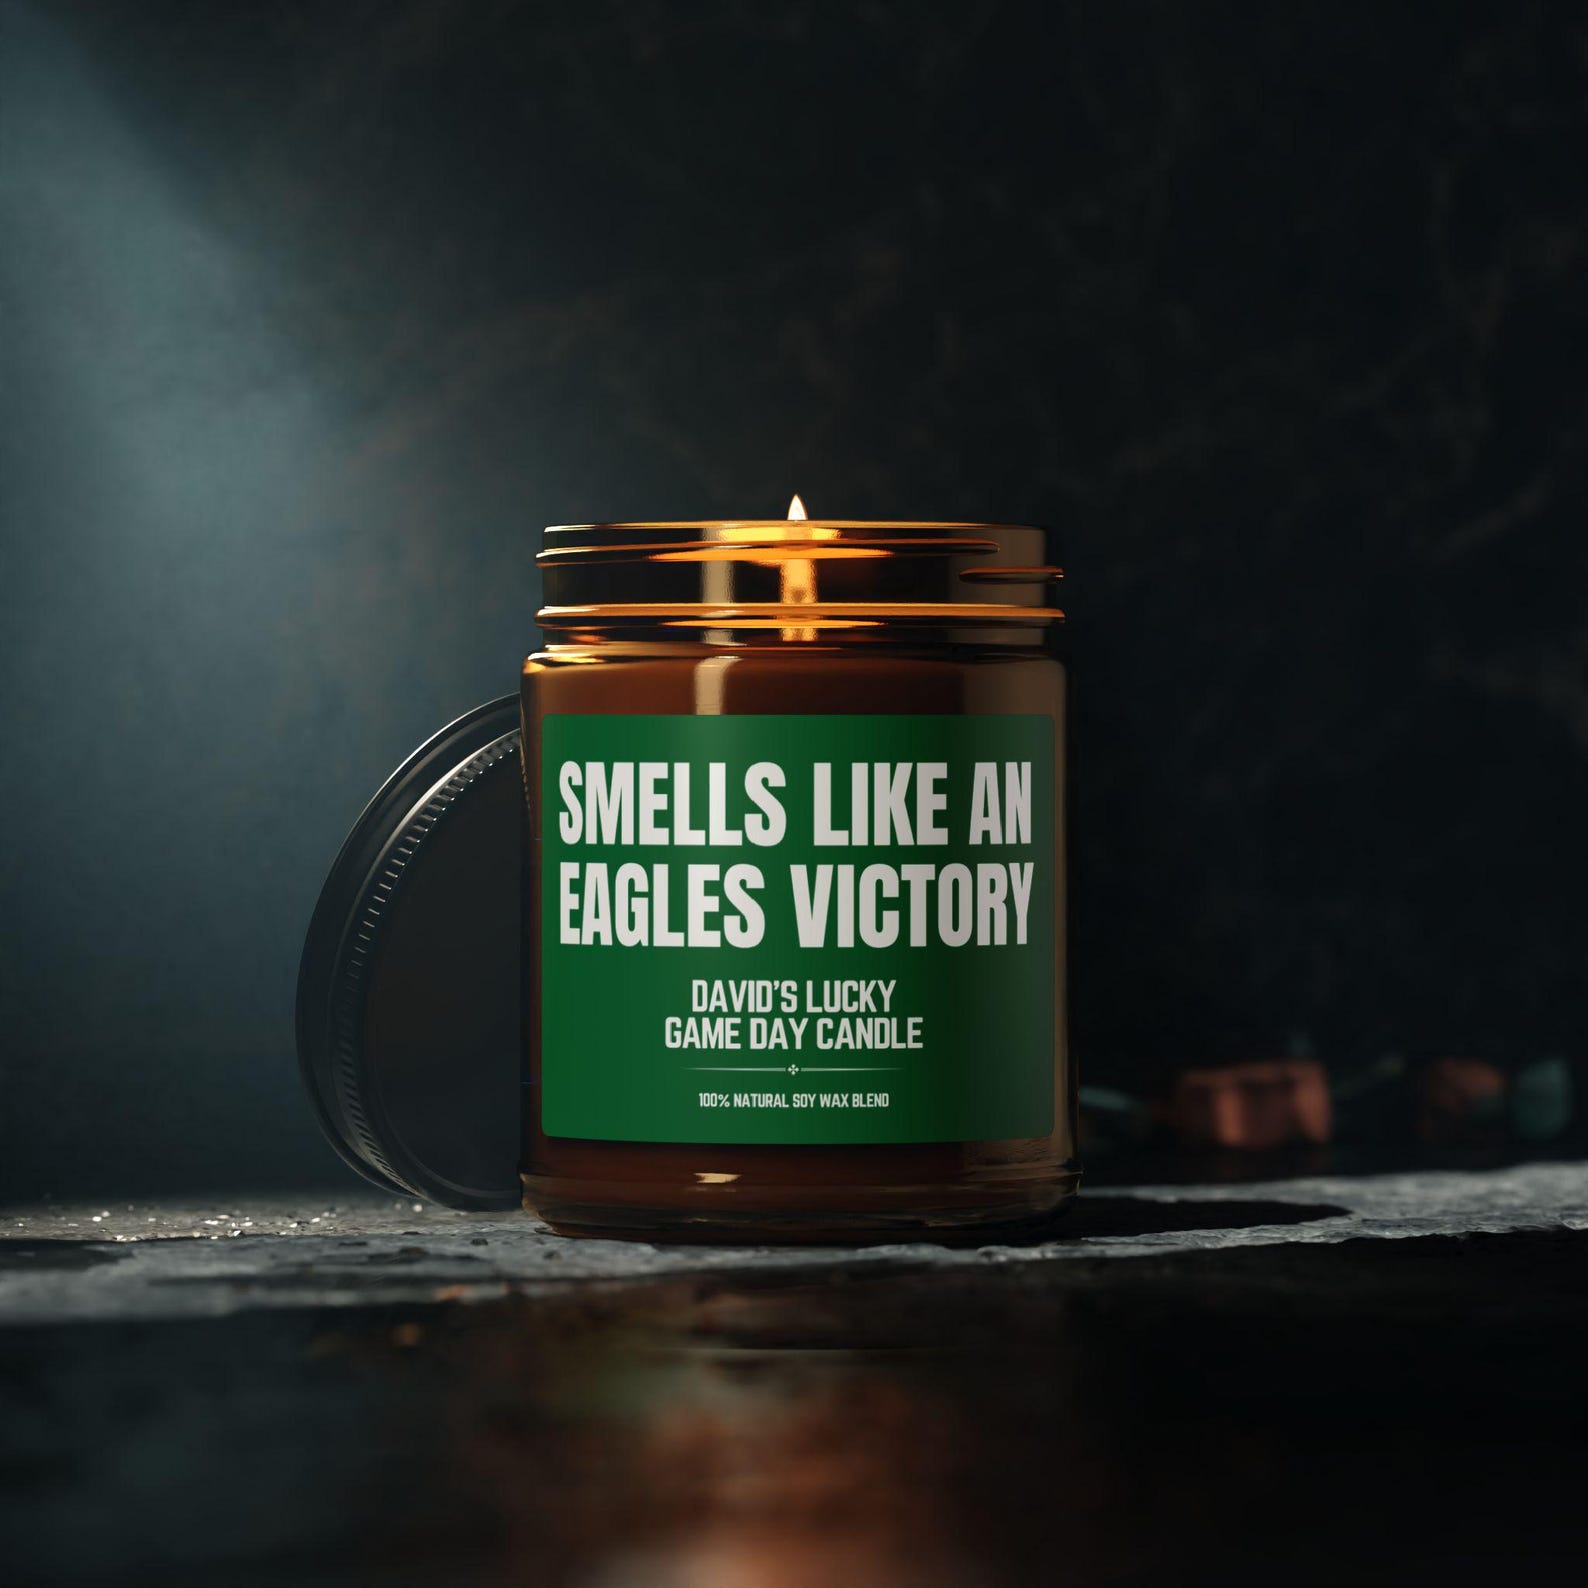 SMELLS LIKE AN
EAGLES VICTORY
DAVID'S LUCKY
GAME DAY CANDLE
100% NATURAL SOY WAX BLEND